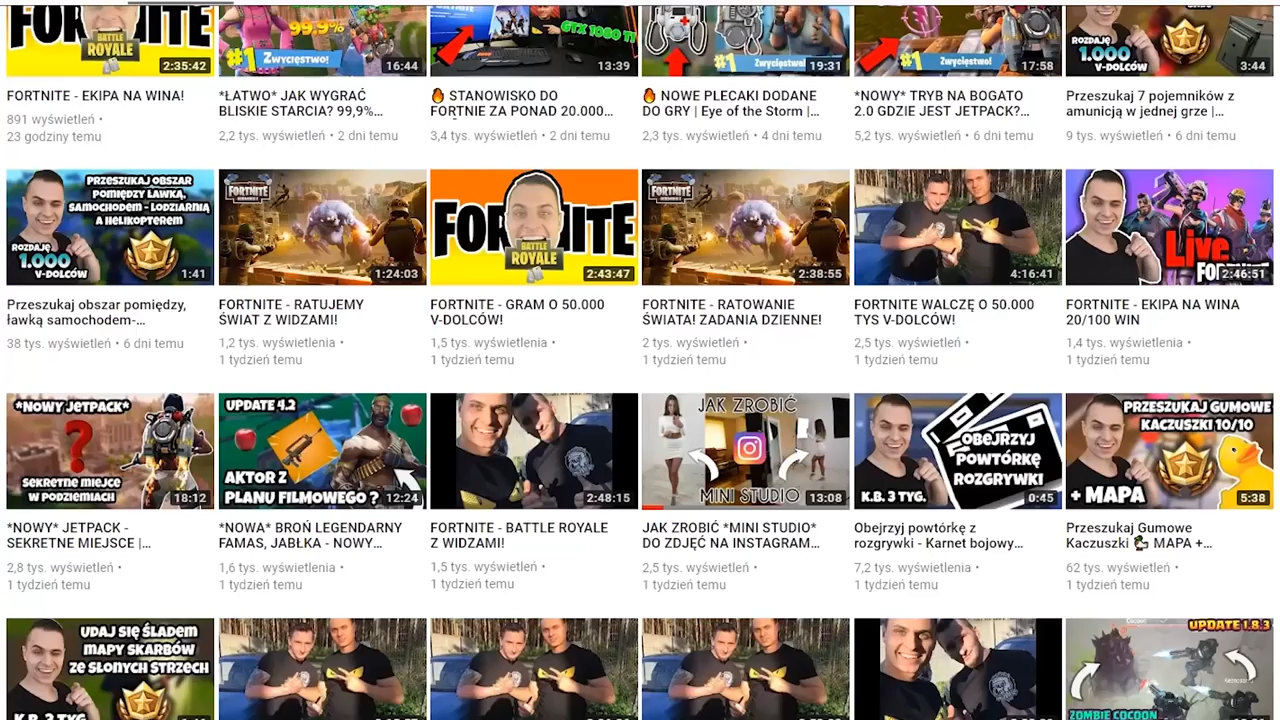 FORTNITE
BATTLE
ROYALE
2:35:42
99.9%
#1 Zwycięstwo!
16:44
GTX 1080 TI
13:39
#1 Zwycięstwo!
19:31
#1 Zwycięstwo!
17:58
ROZDAJĘ
1.000
V-DOLCÓW
3:44
FORTNITE - EKIPA NA WINA!
891 wyświetleń •
23 godziny temu
*ŁATWO* JAK WYGRAĆ
BLISKIE STARCIA? 99,9%...
2,2 tys. wyświetleń • 2 dni temu
STANOWISKO DO
FORTNIE ZA PONAD 20.000...
3,4 tys. wyświetleń • 2 dni temu
NOWE PLECAKI DODANE
DO GRY | Eye of the Storm |...
2,3 tys. wyświetleń • 4 dni temu
*NOWY* TRYB NA BOGATO
2.0 GDZIE JEST JETPACK?...
5,2 tys. wyświetleń • 6 dni temu
Przeszukaj 7 pojemników z
amunicją w jednej grze |...
9 tys. wyświetleń • 6 dni temu
PRZESZUKAJ OBSZAR
POMIĘDZY ŁAWKĄ,
SAMOCHODEM - LODZIARNIĄ
A HELIKOPTEREM
ROZDAJĘ
1.000
V-DOLCÓW
1:41
FORTNITE
1:24:03
FORTNITE
BATTLE
ROYALE
2:43:47
FORTNITE
2:38:55
4:16:41
Live
FORTNITE
2:46:51
Przeszukaj obszar pomiędzy,
ławką samochodem-...
38 tys. wyświetleń • 6 dni temu
FORTNITE - RATUJEMY
ŚWIAT Z WIDZAMI!
1,2 tys. wyświetlenia •
1 tydzień temu
FORTNITE - GRAM O 50.000
V-DOLCÓW!
1,5 tys. wyświetlenia •
1 tydzień temu
FORTNITE - RATOWANIE
ŚWIATA! ZADANIA DZIENNE!
2 tys. wyświetleń •
1 tydzień temu
FORTNITE WALCZĘ O 50.000
TYS V-DOLCÓW!
2,5 tys. wyświetleń •
1 tydzień temu
FORTNITE - EKIPA NA WINA
20/100 WIN
1,4 tys. wyświetlenia •
1 tydzień temu
*NOWY JETPACK*
?
SEKRETNE MIEJCE
W PODZIEMIACH
18:12
UPDATE 4.2
AKTOR Z
PLANU FILMOWEGO ?
12:24
2:48:15
JAK ZROBIĆ
MINI STUDIO
13:08
OBEJRZYJ
POWTÓRKĘ
ROZGRYWKI
K.B. 3 TYG.
0:45
PRZESZUKAJ GUMOWE
KACZUSZKI 10/10
+ MAPA
5:38
*NOWY* JETPACK -
SEKRETNE MIEJSCE |...
2,8 tys. wyświetleń •
1 tydzień temu
*NOWA* BROŃ LEGENDARNY
FAMAS, JABŁKA - NOWY...
1,6 tys. wyświetlenia •
1 tydzień temu
FORTNITE - BATTLE ROYALE
Z WIDZAMI!
1,5 tys. wyświetleń •
1 tydzień temu
JAK ZROBIĆ *MINI STUDIO*
DO ZDJĘĆ NA INSTAGRAM...
2,5 tys. wyświetleń •
1 tydzień temu
Obejrzyj powtórkę z
rozgrywki - Karnet bojowy...
7,2 tys. wyświetlenia •
1 tydzień temu
Przeszukaj Gumowe
Kaczuszki MAPA +...
62 tys. wyświetleń •
1 tydzień temu
UDAJ SIĘ ŚLADEM
MAPY SKARBÓW
ZE SŁONYCH STRZECH
K.B. 3 TYG.
UPDATE 1.8.3
ZOMBIE COCOON